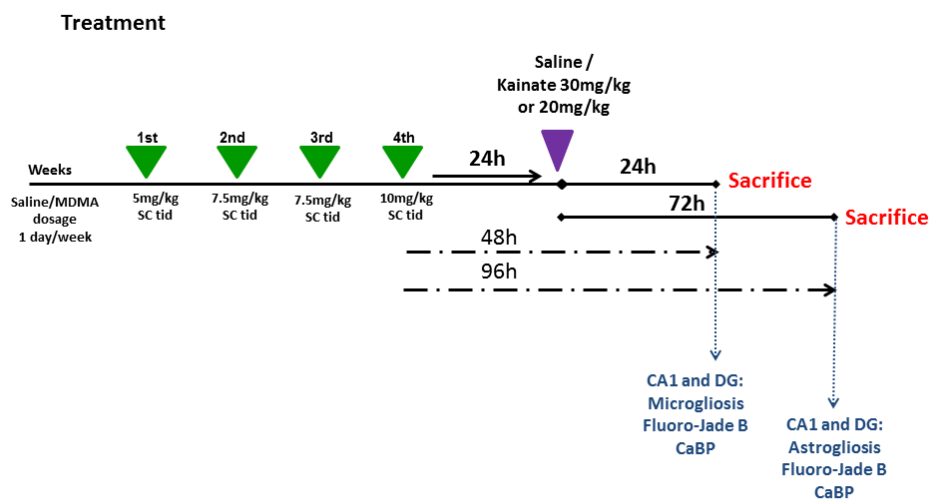 Treatment
Saline /
Kainate 30mg/kg
or 20mg/kg
1st
2nd
3rd
4th
24h
24h
Weeks
Sacrifice
Saline/MDMA
dosage
1 day/week
5mg/kg
SC tid
7.5mg/kg
SC tid
7.5mg/kg
SC tid
10mg/kg
SC tid
72h
Sacrifice
48h
96h
CA1 and DG:
Microgliosis
Fluoro-Jade B
CaBP
CA1 and DG:
Astrogliosis
Fluoro-Jade B
CaBP